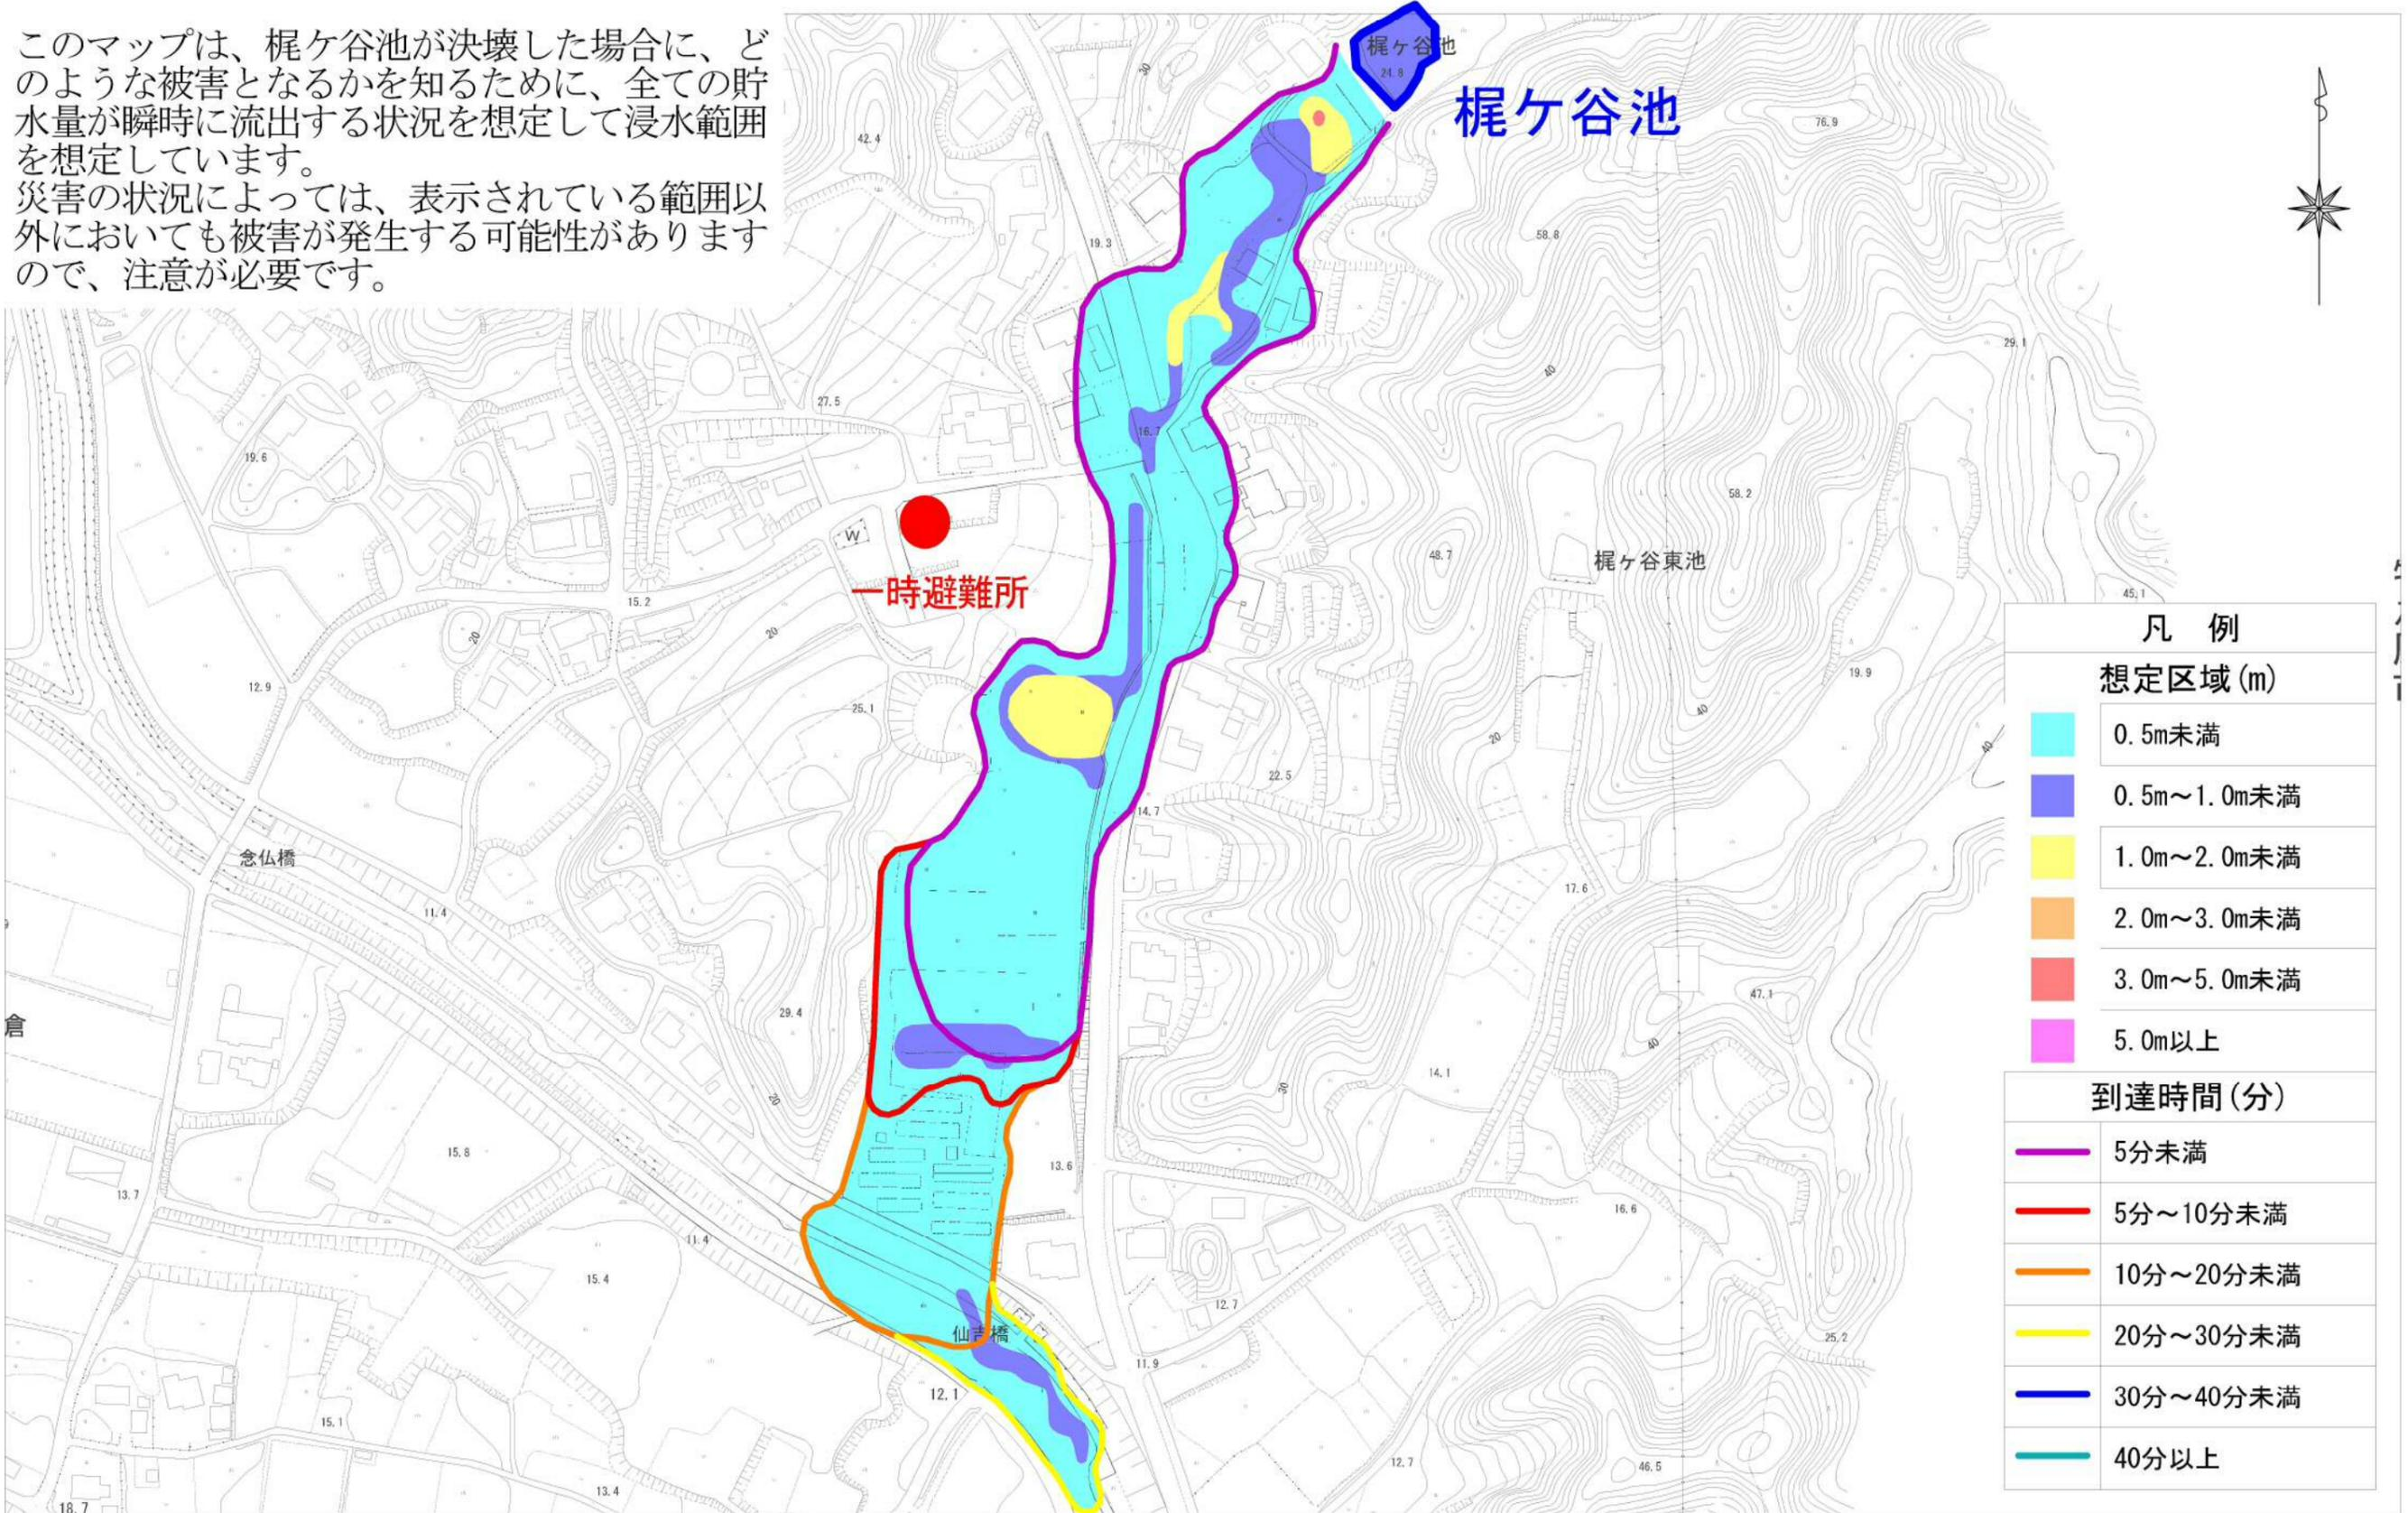 このマップは、梶ケ谷池が決壊した場合に、ど
のような被害となるかを知るために、全ての貯
水量が瞬時に流出する状況を想定して浸水範囲
を想定しています。
災害の状況によっては、表示されている範囲以
外においても被害が発生する可能性があります
ので、注意が必要です。
梶ヶ谷池
24.8
30
梶ケ谷池
42.4
76.9
19.3
58.8
29.1
40
27.5
16.7
19.6
58.2
W
一時避難所
48.7
梶ヶ谷東池
45.1
15.2
20
20
12.9
25.1
19.9
40
20
40
22.5
14.7
念仏橋
11.4
17.6
29.4
47.1
倉
40
20
30
14.1
15.8
13.6
13.7
16.6
11.4
15.4
12.7
仙吉橋
25.2
11.9
12.1
15.1
12.7
46.5
13.4
18.7
凡 例
想定区域(m)
0.5m未満
0.5m～1.0m未満
1.0m～2.0m未満
2.0m～3.0m未満
3.0m～5.0m未満
5.0m以上
到達時間(分)
5分未満
5分～10分未満
10分～20分未満
20分～30分未満
30分～40分未満
40分以上